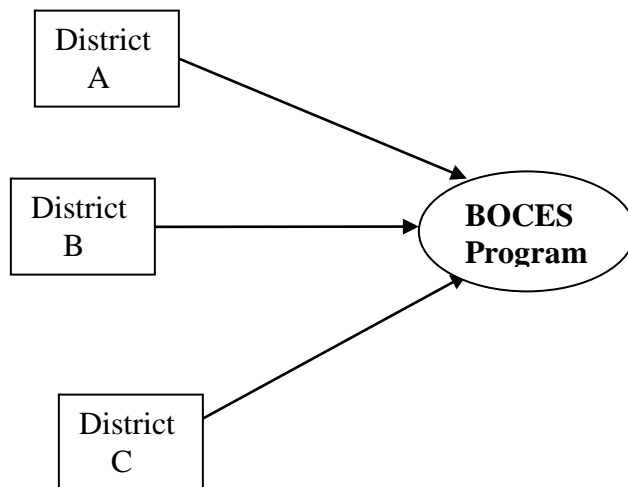 District
A
District
B
BOCES
Program
District
C